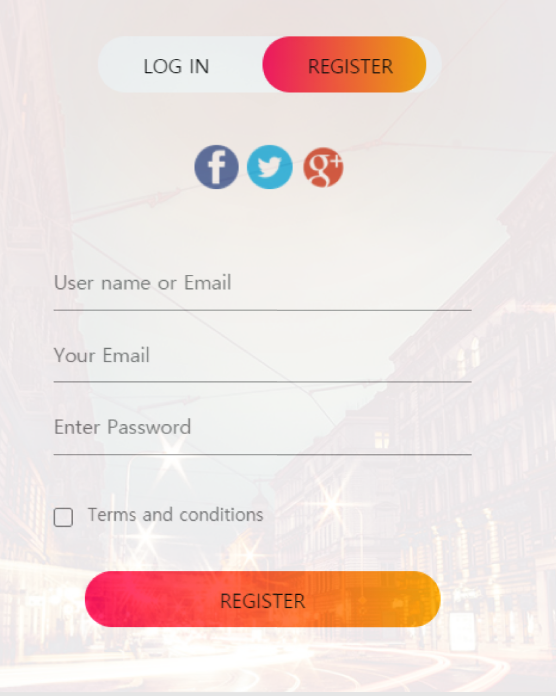 LOG IN REGISTER
f g+
User name or Email
Your Email
Enter Password
Terms and conditions
REGISTER